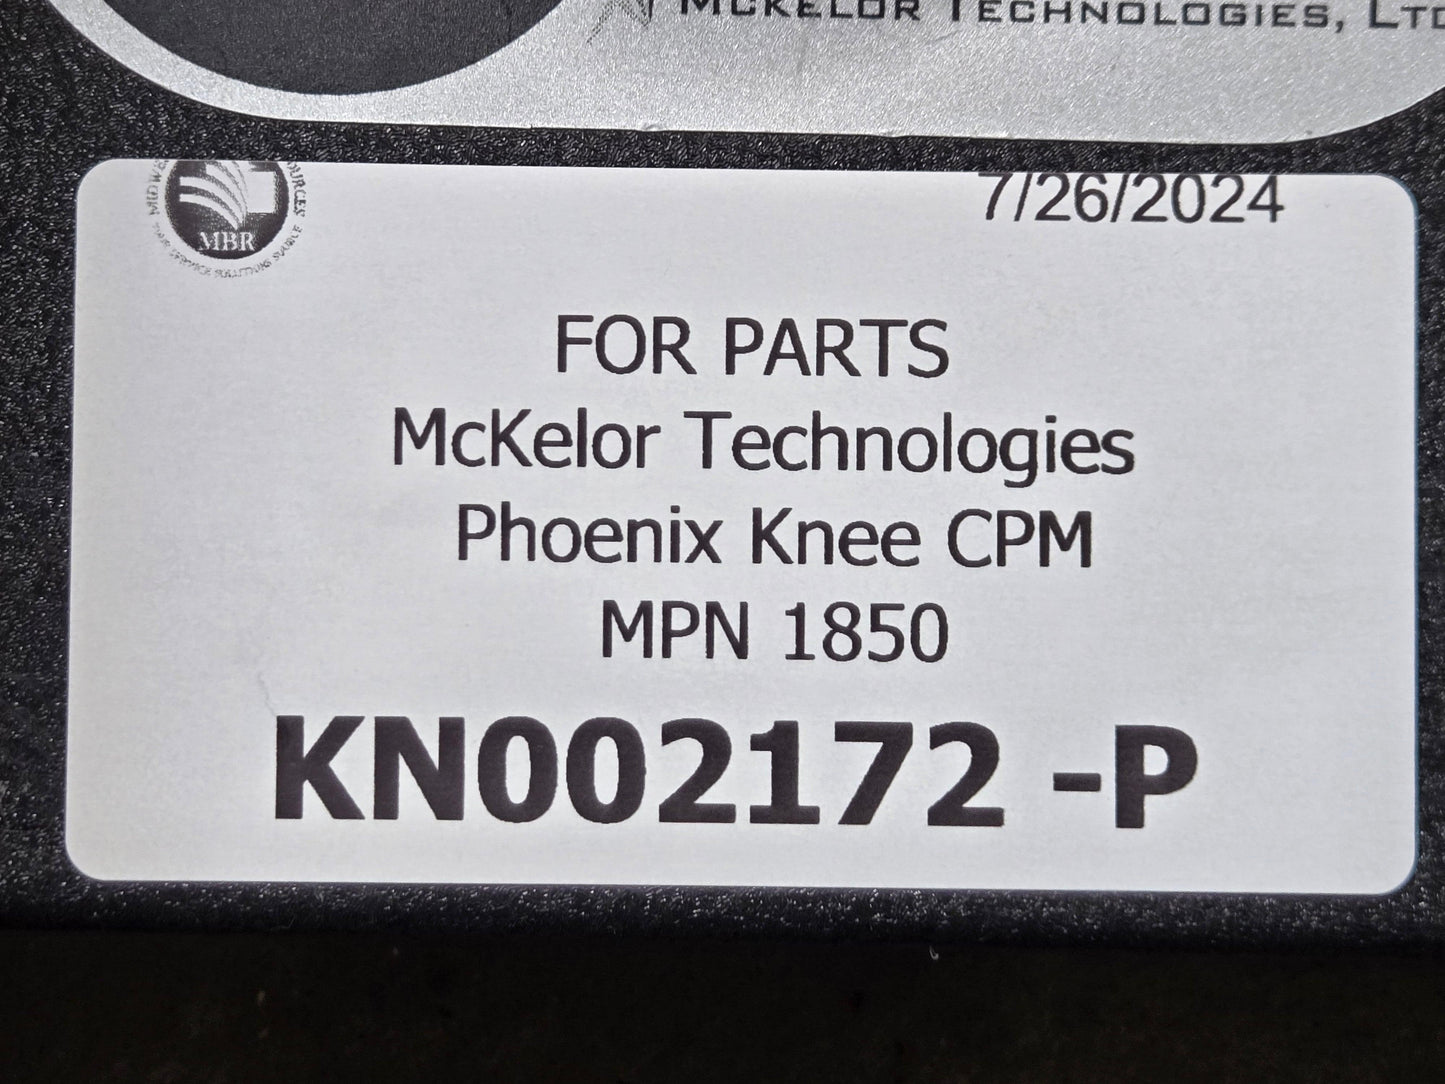 McKelor Technologies, Ltd
7/26/2024
MBR
FOR PARTS
McKelor Technologies
Phoenix Knee CPM
MPN 1850
KN002172 -P